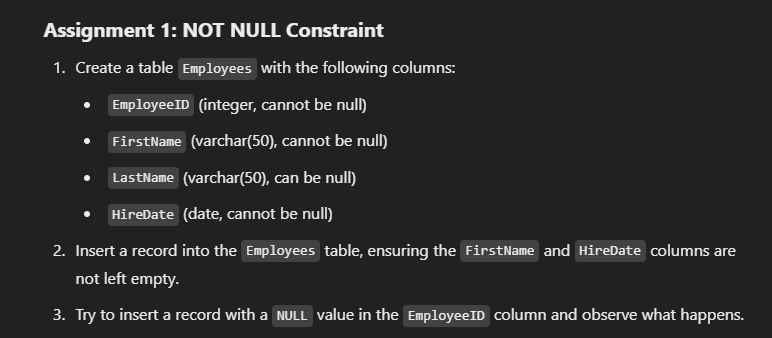 Assignment 1: NOT NULL Constraint
1. Create a table Employees with the following columns:
• EmployeeID (integer, cannot be null)
• FirstName (varchar(50), cannot be null)
• LastName (varchar(50), can be null)
• HireDate (date, cannot be null)
2. Insert a record into the Employees table, ensuring the FirstName and HireDate columns are
not left empty.
3. Try to insert a record with a NULL value in the EmployeeID column and observe what happens.